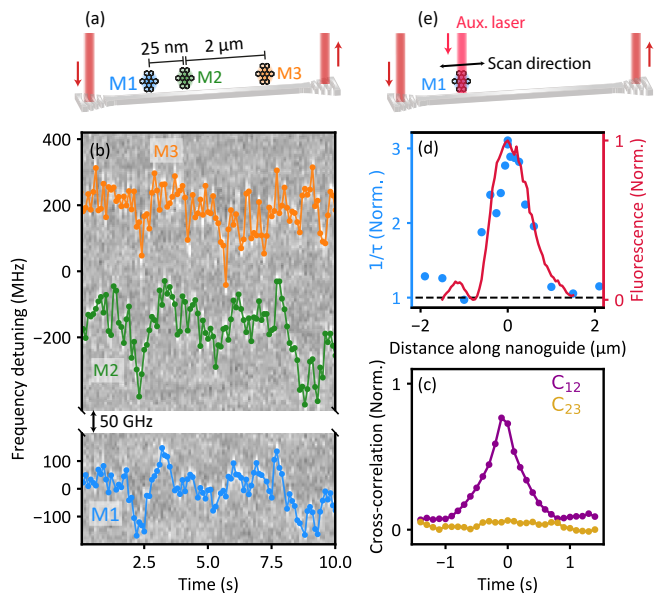 (a)
25 nm
2 μm
M1
M2
M3
(e)
Aux. laser
Scan direction
M1
(b)
M3
M2
M1
50 GHz
400
200
0
−200
100
0
−100
Frequency detuning (MHz)
2.5
5.0
7.5
10.0
Time (s)
(d)
3
2
1
1/τ (Norm.)
1
0
Fluorescence (Norm.)
−2
0
2
Distance along nanoguide (μm)
(c)
C12
C23
1
0
Cross-correlation (Norm.)
−1
0
1
Time (s)